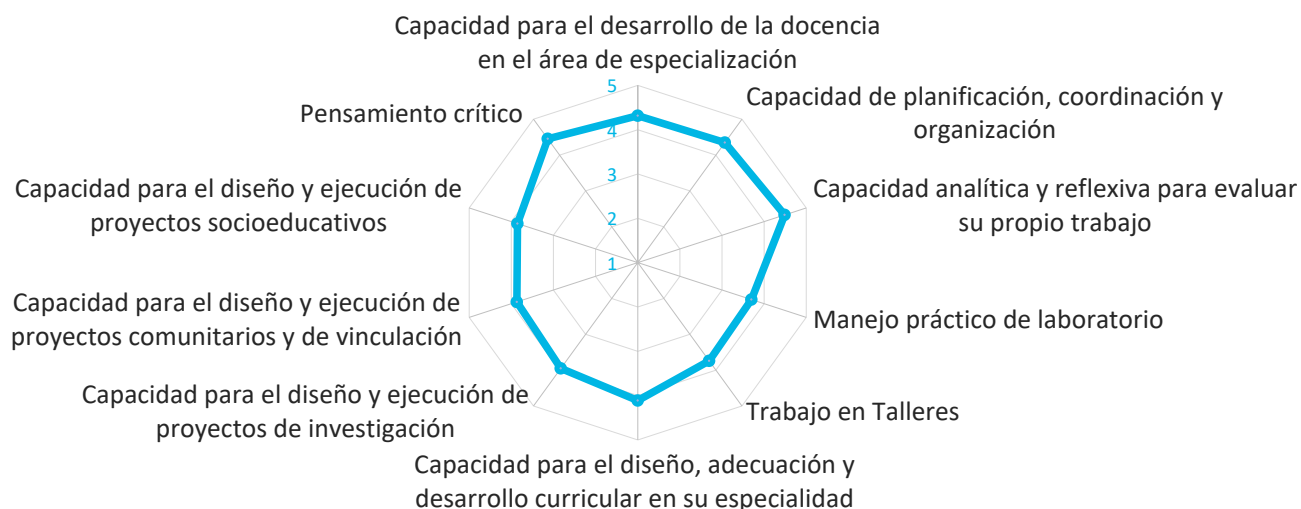 Capacidad para el desarrollo de la docencia
en el área de especialización
5
4
3
2
1
Capacidad de planificación, coordinación y
organización
Capacidad analítica y reflexiva para evaluar
su propio trabajo
Manejo práctico de laboratorio
Trabajo en Talleres
Capacidad para el diseño, adecuación y
desarrollo curricular en su especialidad
Capacidad para el diseño y ejecución de
proyectos de investigación
Capacidad para el diseño y ejecución de
proyectos comunitarios y de vinculación
Capacidad para el diseño y ejecución de
proyectos socioeducativos
Pensamiento crítico